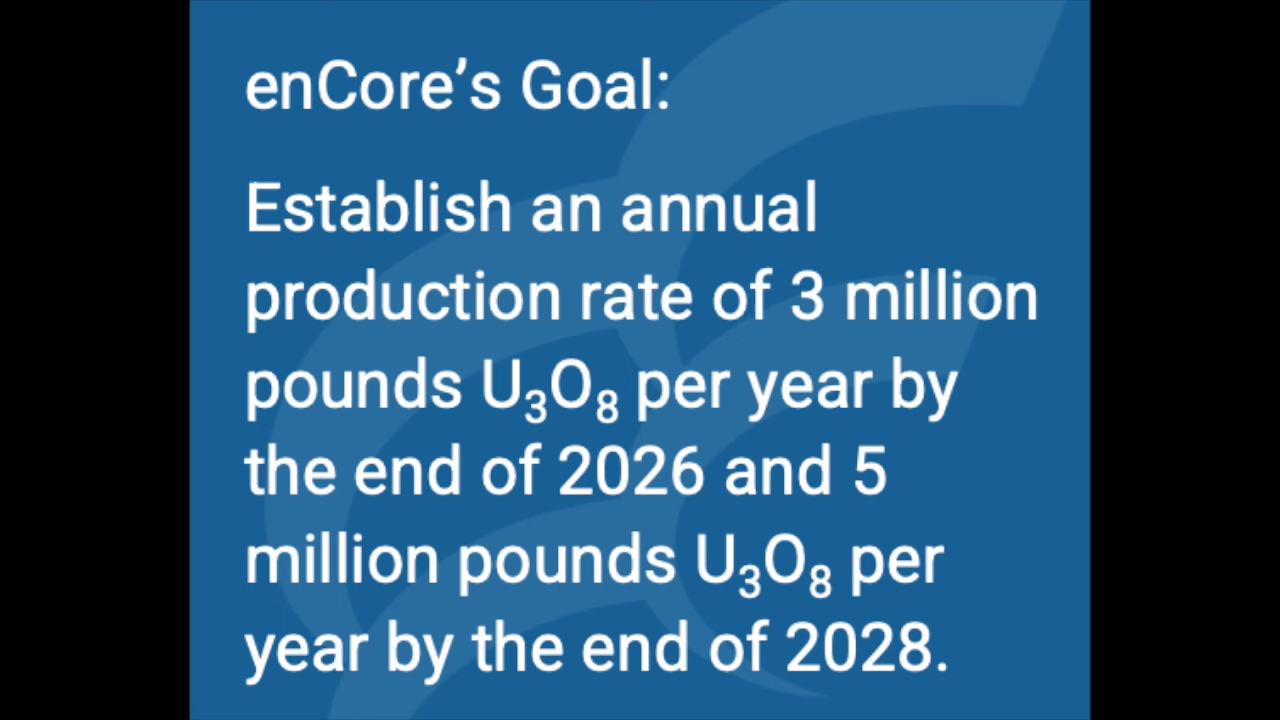 enCore’s Goal:
Establish an annual
production rate of 3 million
pounds U₃O₈ per year by
the end of 2026 and 5
million pounds U₃O₈ per
year by the end of 2028.